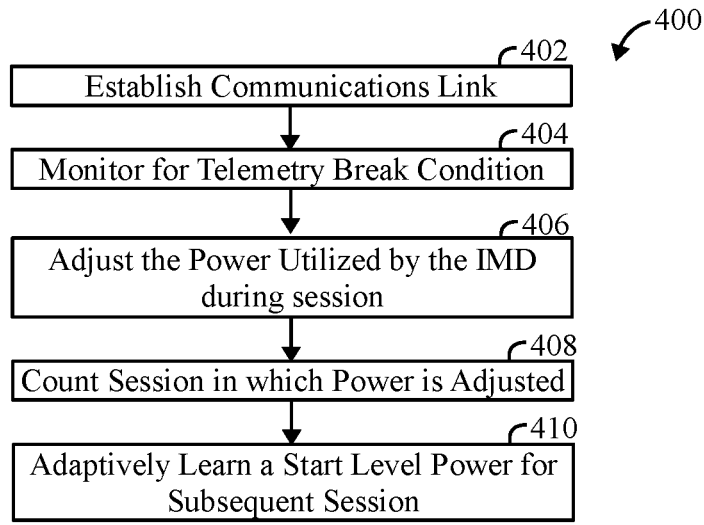 400
402
Establish Communications Link
404
Monitor for Telemetry Break Condition
406
Adjust the Power Utilized by the IMD
during session
408
Count Session in which Power is Adjusted
410
Adaptively Learn a Start Level Power for
Subsequent Session